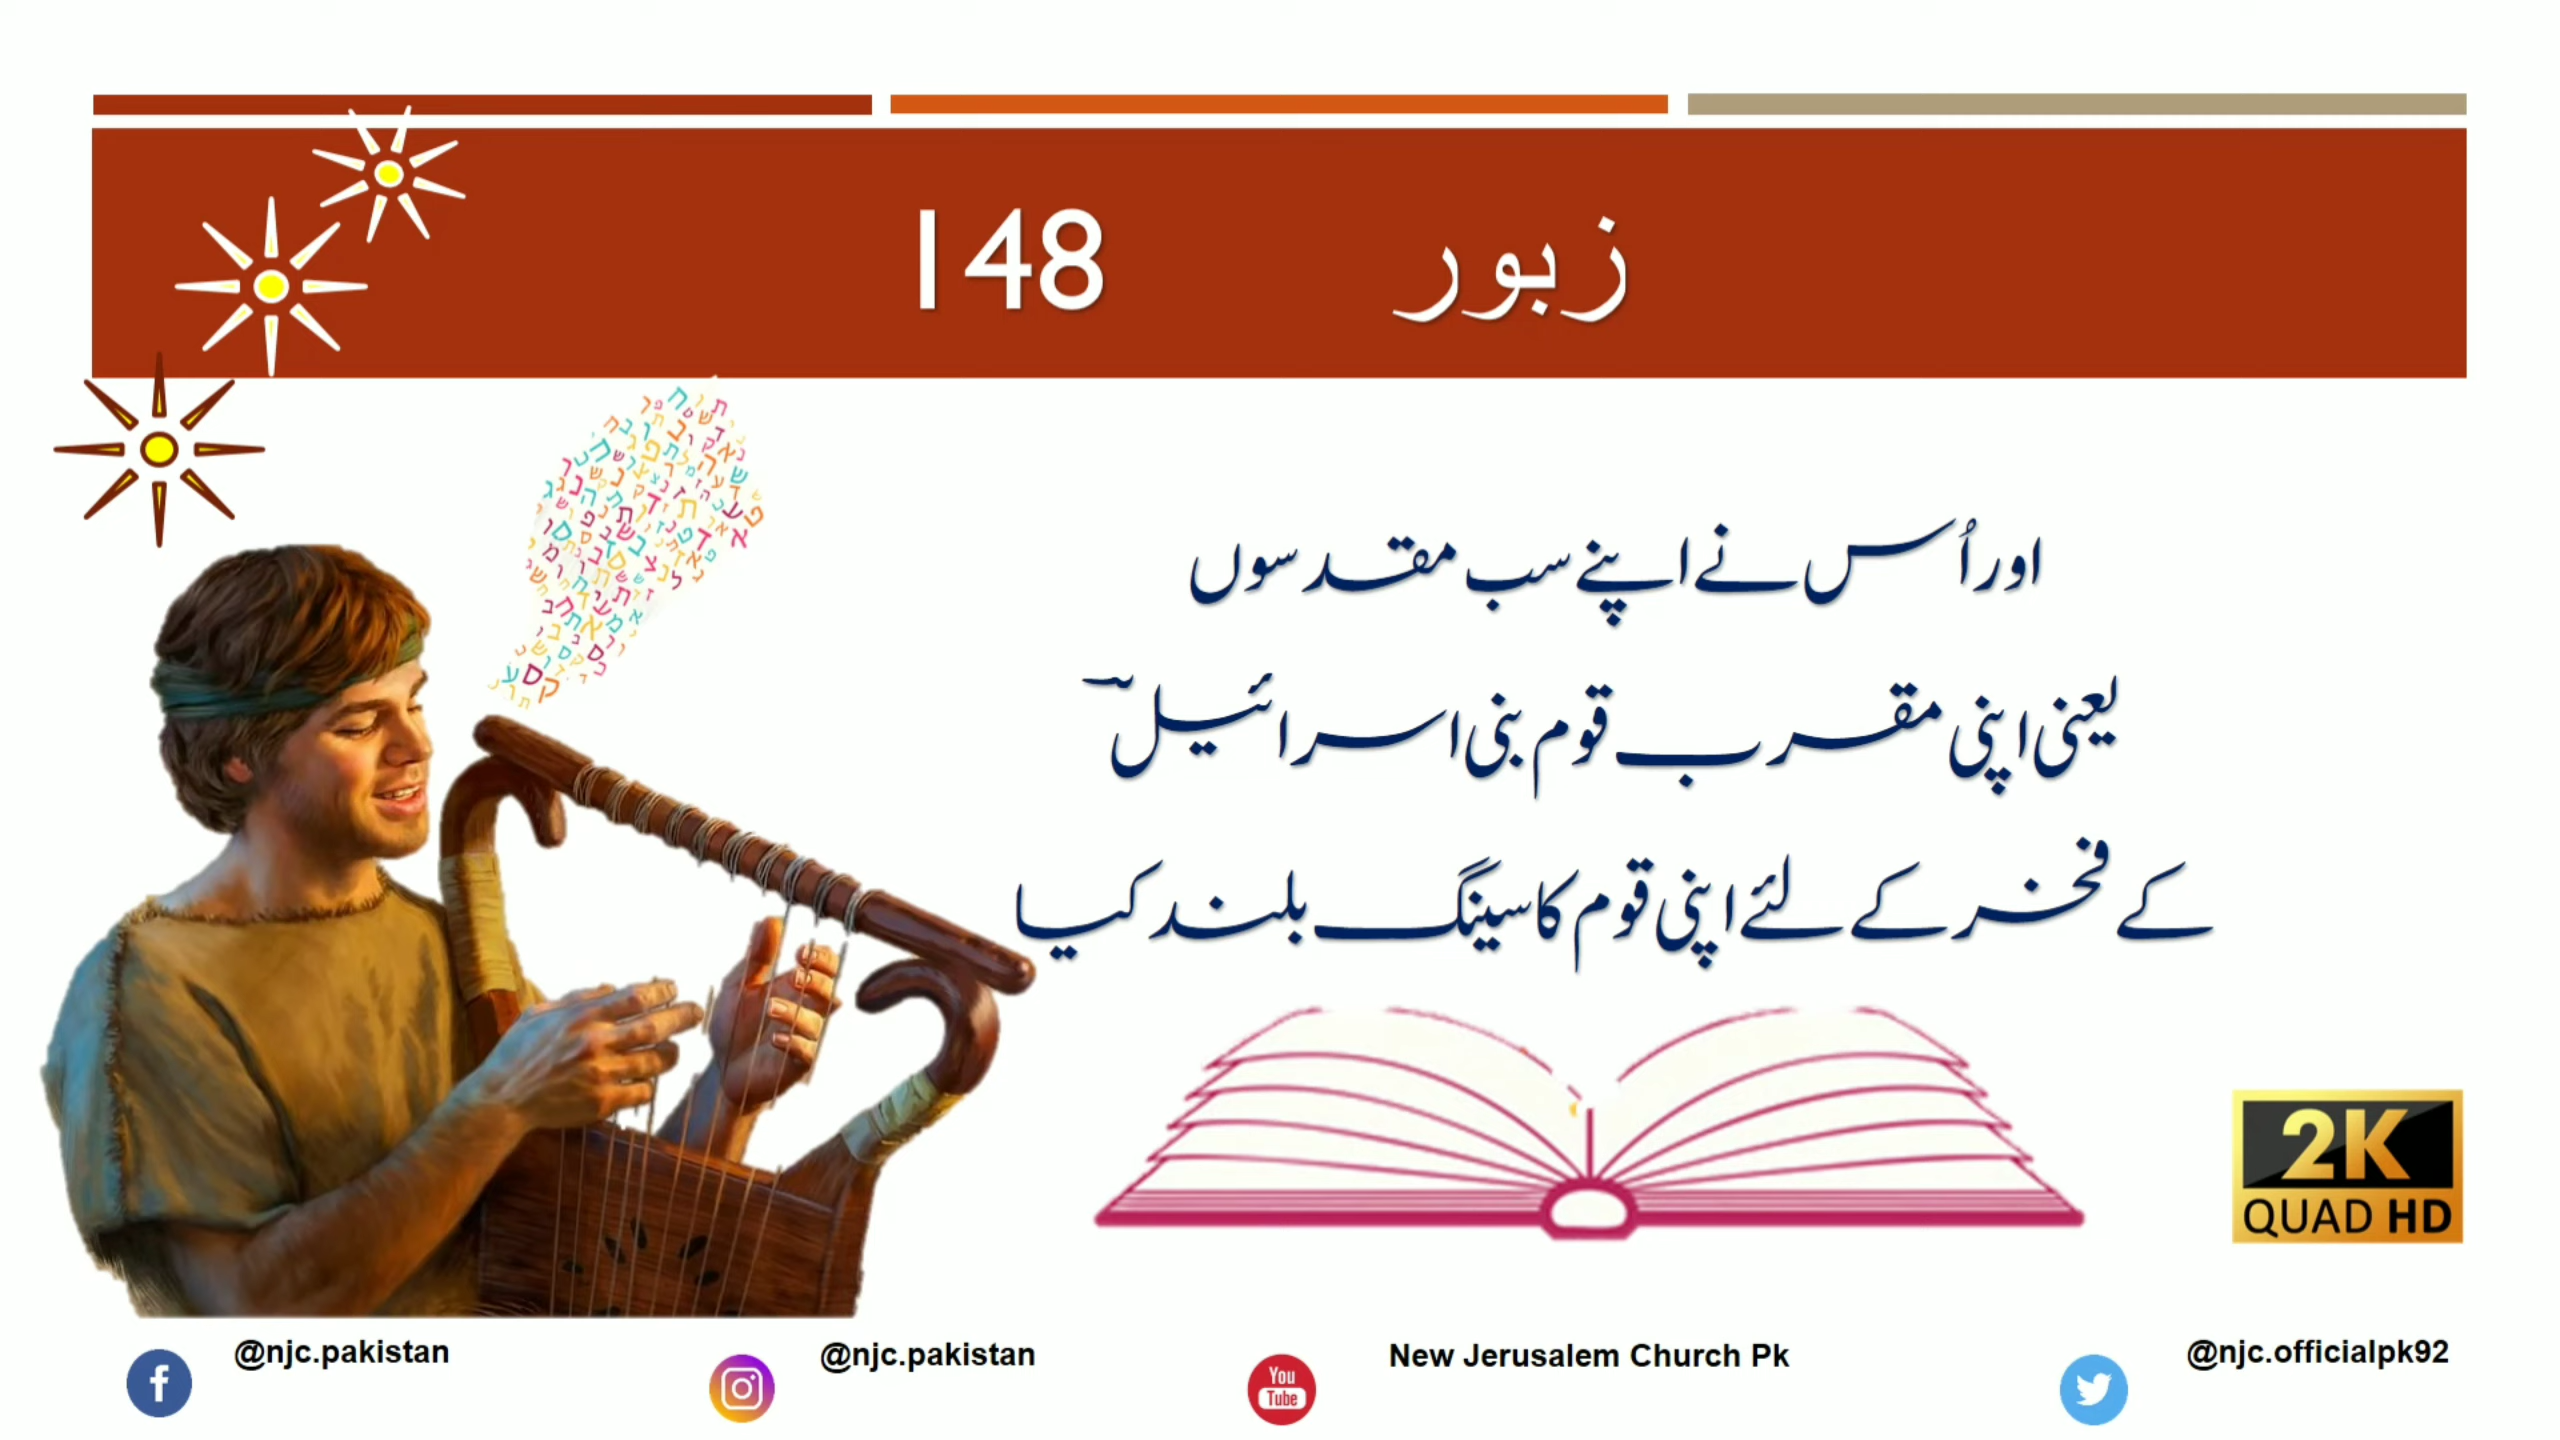 زبور 148
اور اُس نے اپنے سب مقدسوں
یعنی اپنی مقرب قوم بنی اسرائیلؔ
کے فخر کے لئے اپنی قوم کا سینگ بلند کیا
2K
QUAD HD
@njc.pakistan
@njc.pakistan
You
Tube
New Jerusalem Church Pk
@njc.officialpk92